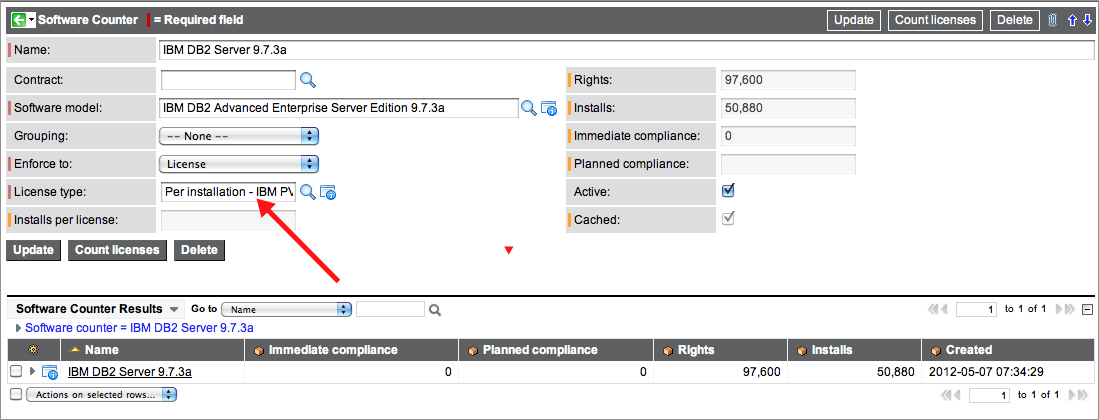 Software Counter | = Required field Update Count licenses Delete
Name: IBM DB2 Server 9.7.3a
Contract: Rights: 97,600
Software model: IBM DB2 Advanced Enterprise Server Edition 9.7.3a Installs: 50,880
Grouping: -- None -- Immediate compliance: 0
Enforce to: License Planned compliance:
License type: Per installation - IBM PV Active:
Installs per license: Cached:
Update Count licenses Delete
Software Counter Results Go to Name 1 to 1 of 1
Software counter = IBM DB2 Server 9.7.3a
Name Immediate compliance Planned compliance Rights Installs Created
IBM DB2 Server 9.7.3a 0 0 97,600 50,880 2012-05-07 07:34:29
Actions on selected rows... 1 to 1 of 1